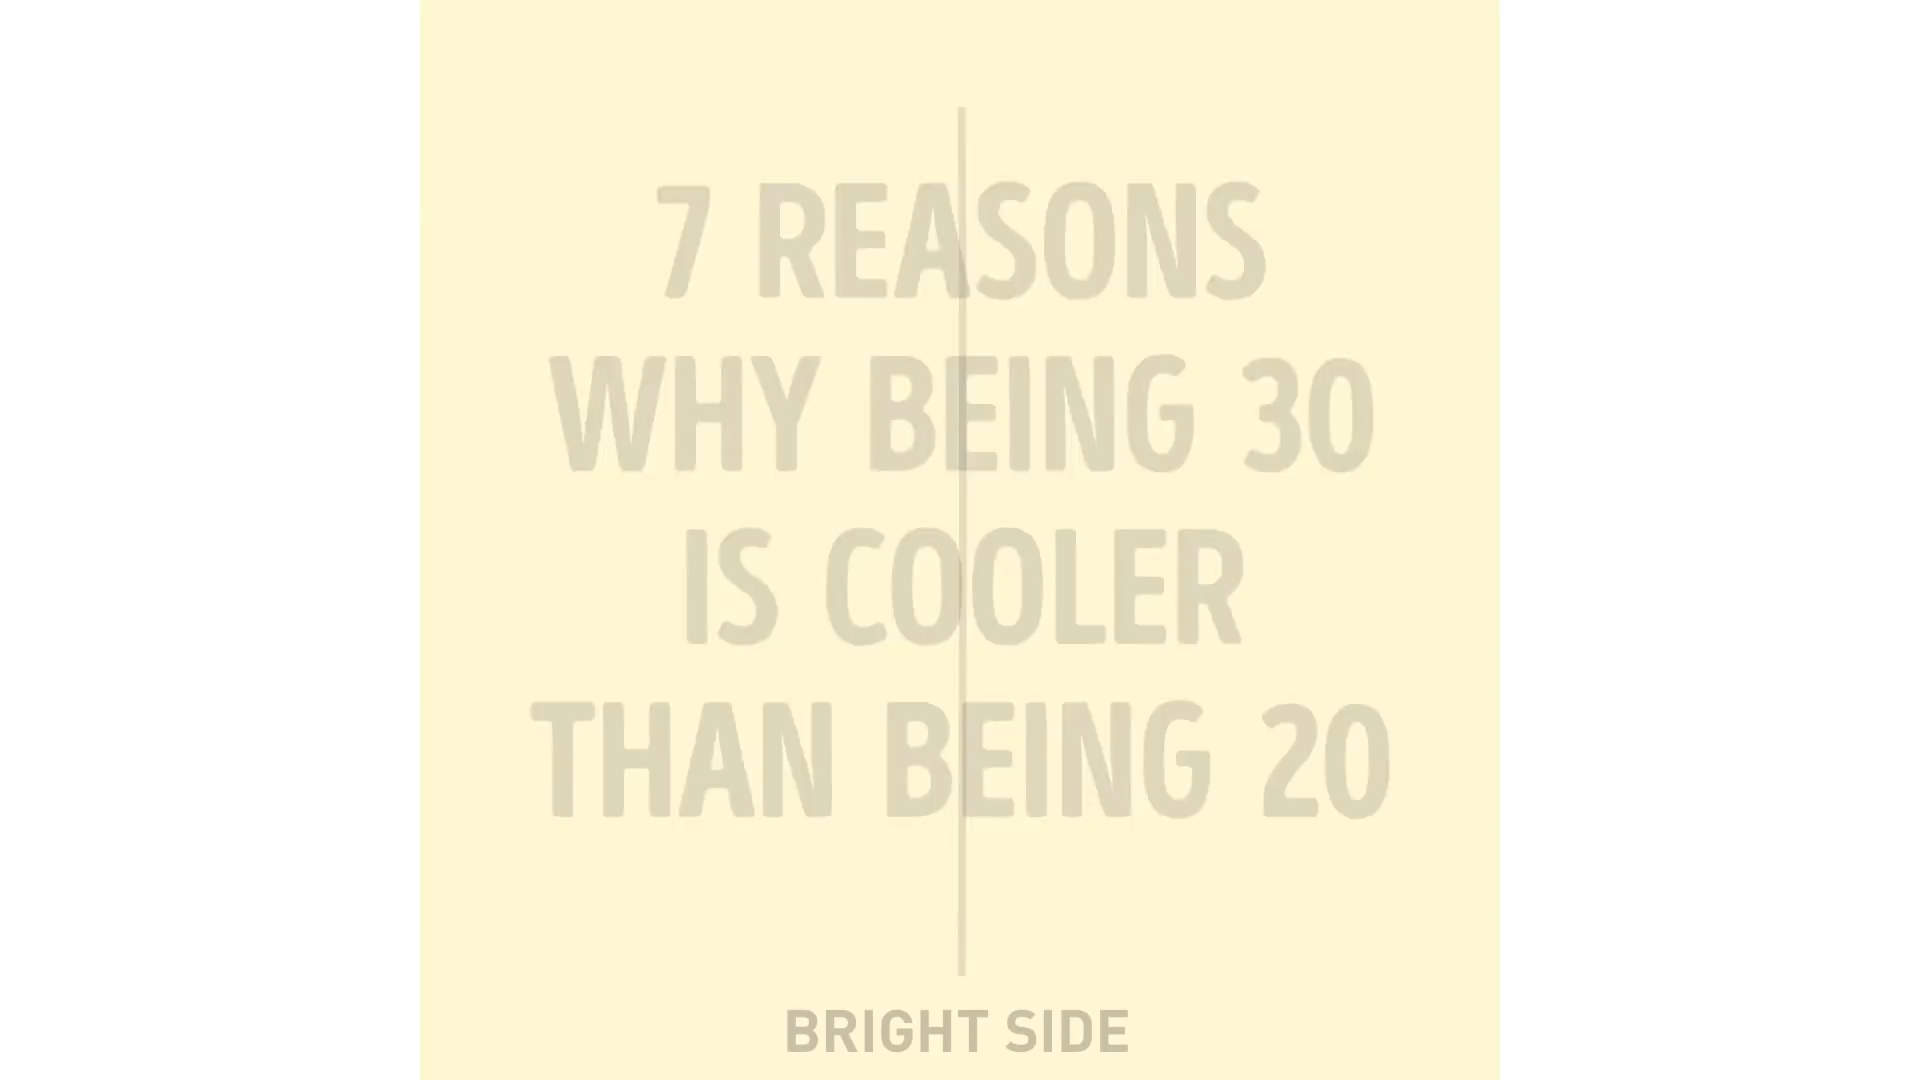 7 REASONS
WHY BEING 30
IS COOLER
THAN BEING 20
BRIGHT SIDE